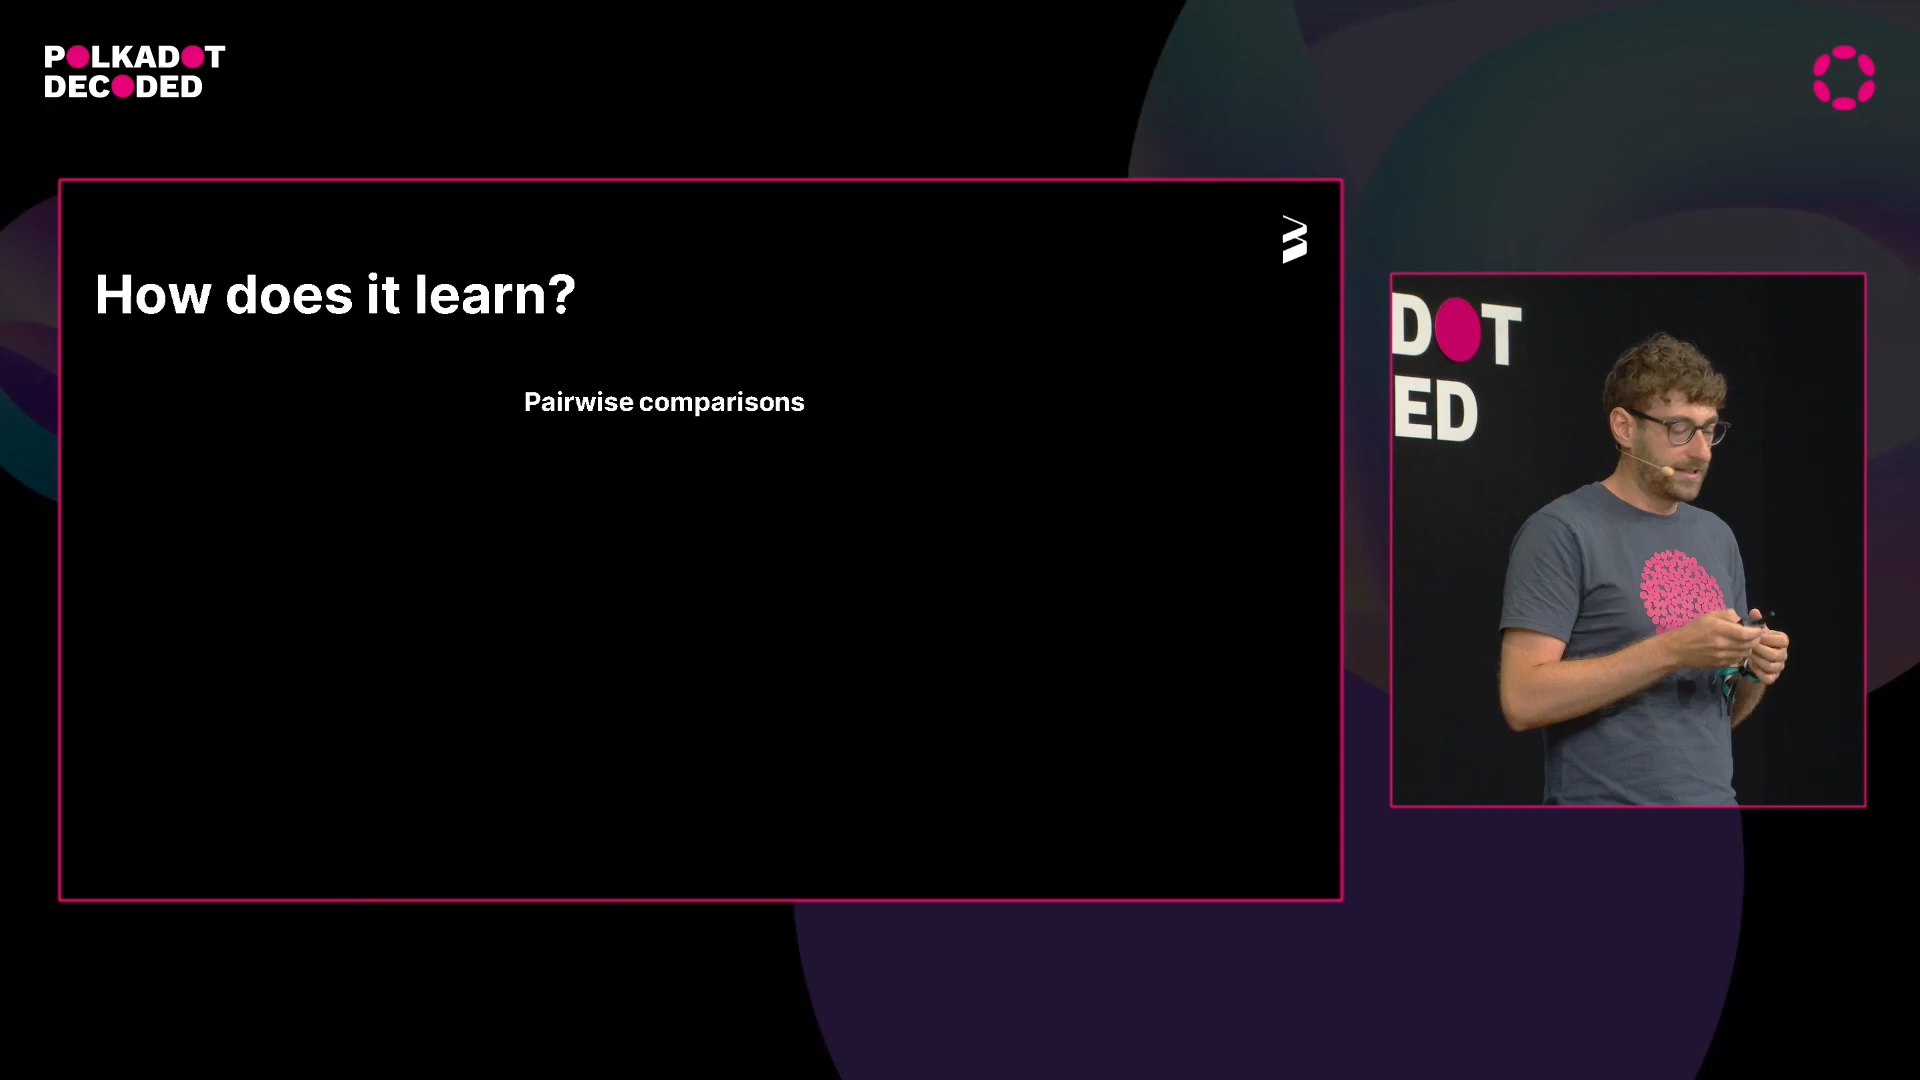 POLKADOT
DECODED
How does it learn?
Pairwise comparisons
DOT
ED